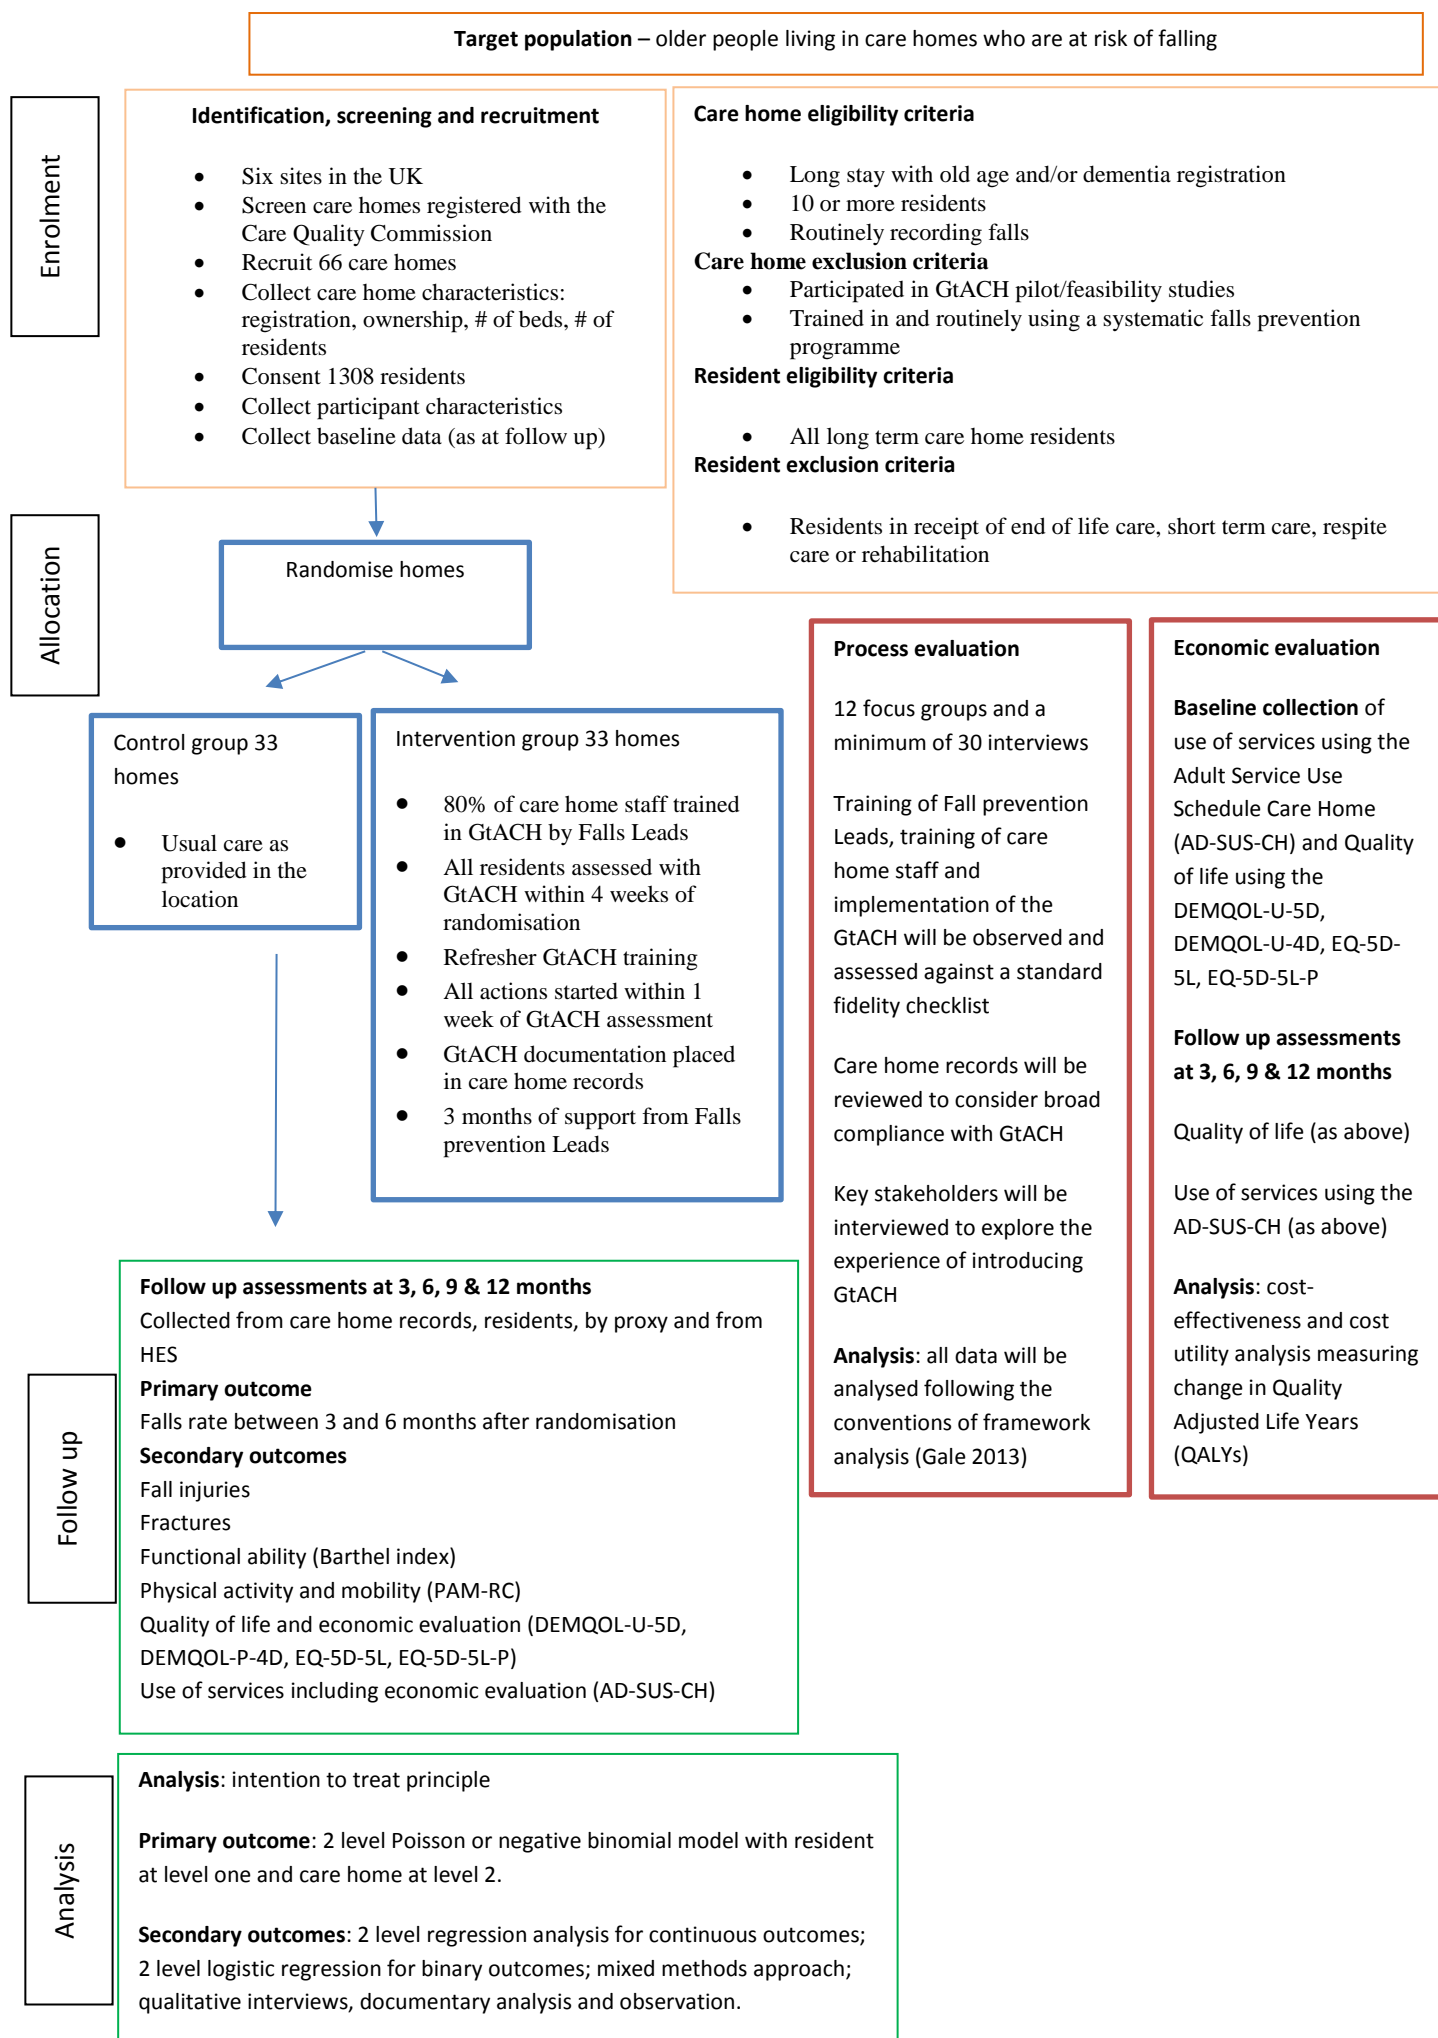 Target population – older people living in care homes who are at risk of falling
Enrolment
Identification, screening and recruitment
• Six sites in the UK
• Screen care homes registered with the
Care Quality Commission
• Recruit 66 care homes
• Collect care home characteristics:
registration, ownership, # of beds, # of
residents
• Consent 1308 residents
• Collect participant characteristics
• Collect baseline data (as at follow up)
Care home eligibility criteria
• Long stay with old age and/or dementia registration
• 10 or more residents
• Routinely recording falls
Care home exclusion criteria
• Participated in GtACH pilot/feasibility studies
• Trained in and routinely using a systematic falls prevention
programme
Resident eligibility criteria
• All long term care home residents
Resident exclusion criteria
• Residents in receipt of end of life care, short term care, respite
care or rehabilitation
Allocation
Randomise homes
Control group 33
homes
• Usual care as
provided in the
location
Intervention group 33 homes
• 80% of care home staff trained
in GtACH by Falls Leads
• All residents assessed with
GtACH within 4 weeks of
randomisation
• Refresher GtACH training
• All actions started within 1
week of GtACH assessment
• GtACH documentation placed
in care home records
• 3 months of support from Falls
prevention Leads
Process evaluation
12 focus groups and a
minimum of 30 interviews
Training of Fall prevention
Leads, training of care
home staff and
implementation of the
GtACH will be observed and
assessed against a standard
fidelity checklist
Care home records will be
reviewed to consider broad
compliance with GtACH
Key stakeholders will be
interviewed to explore the
experience of introducing
GtACH
Analysis: all data will be
analysed following the
conventions of framework
analysis (Gale 2013)
Economic evaluation
Baseline collection of
use of services using the
Adult Service Use
Schedule Care Home
(AD-SUS-CH) and Quality
of life using the
DEMQOL-U-5D,
DEMQOL-U-4D, EQ-5D-
5L, EQ-5D-5L-P
Follow up assessments
at 3, 6, 9 & 12 months
Quality of life (as above)
Use of services using the
AD-SUS-CH (as above)
Analysis: cost-
effectiveness and cost
utility analysis measuring
change in Quality
Adjusted Life Years
(QALYs)
Follow up
Follow up assessments at 3, 6, 9 & 12 months
Collected from care home records, residents, by proxy and from
HES
Primary outcome
Falls rate between 3 and 6 months after randomisation
Secondary outcomes
Fall injuries
Fractures
Functional ability (Barthel index)
Physical activity and mobility (PAM-RC)
Quality of life and economic evaluation (DEMQOL-U-5D,
DEMQOL-P-4D, EQ-5D-5L, EQ-5D-5L-P)
Use of services including economic evaluation (AD-SUS-CH)
Analysis
Analysis: intention to treat principle
Primary outcome: 2 level Poisson or negative binomial model with resident
at level one and care home at level 2.
Secondary outcomes: 2 level regression analysis for continuous outcomes;
2 level logistic regression for binary outcomes; mixed methods approach;
qualitative interviews, documentary analysis and observation.